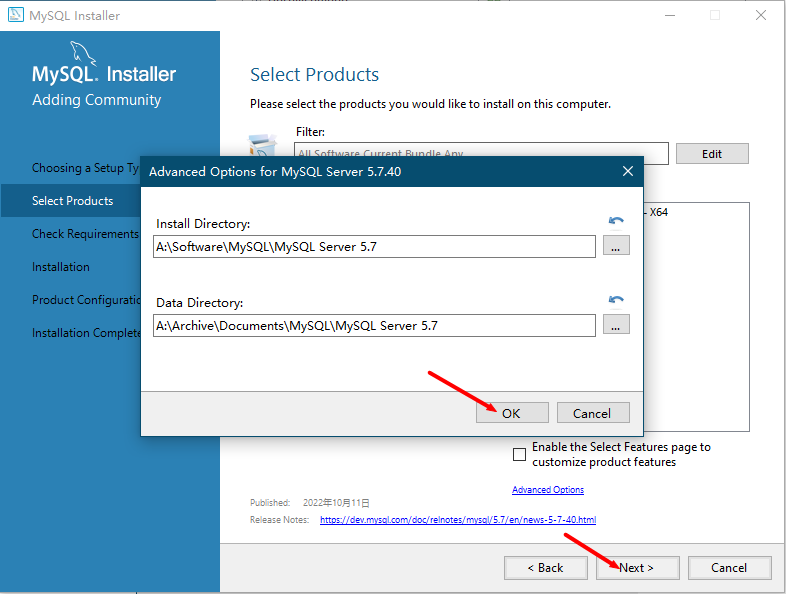 MySQL Installer
MySQL. Installer
Adding Community
Choosing a Setup Ty
Select Products
Check Requirements
Installation
Product Configuratic
Installation Complete
Select Products
Please select the products you would like to install on this computer.
Filter:
All Software,Current Bundle,Any
Edit
- X64
Advanced Options for MySQL Server 5.7.40
Install Directory:
A:\Software\MySQL\MySQL Server 5.7
...
Data Directory:
A:\Archive\Documents\MySQL\MySQL Server 5.7
...
OK
Cancel
Enable the Select Features page to
customize product features
Advanced Options
Published: 2022年10月11日
Release Notes: https://dev.mysql.com/doc/relnotes/mysql/5.7/en/news-5-7-40.html
< Back
Next >
Cancel